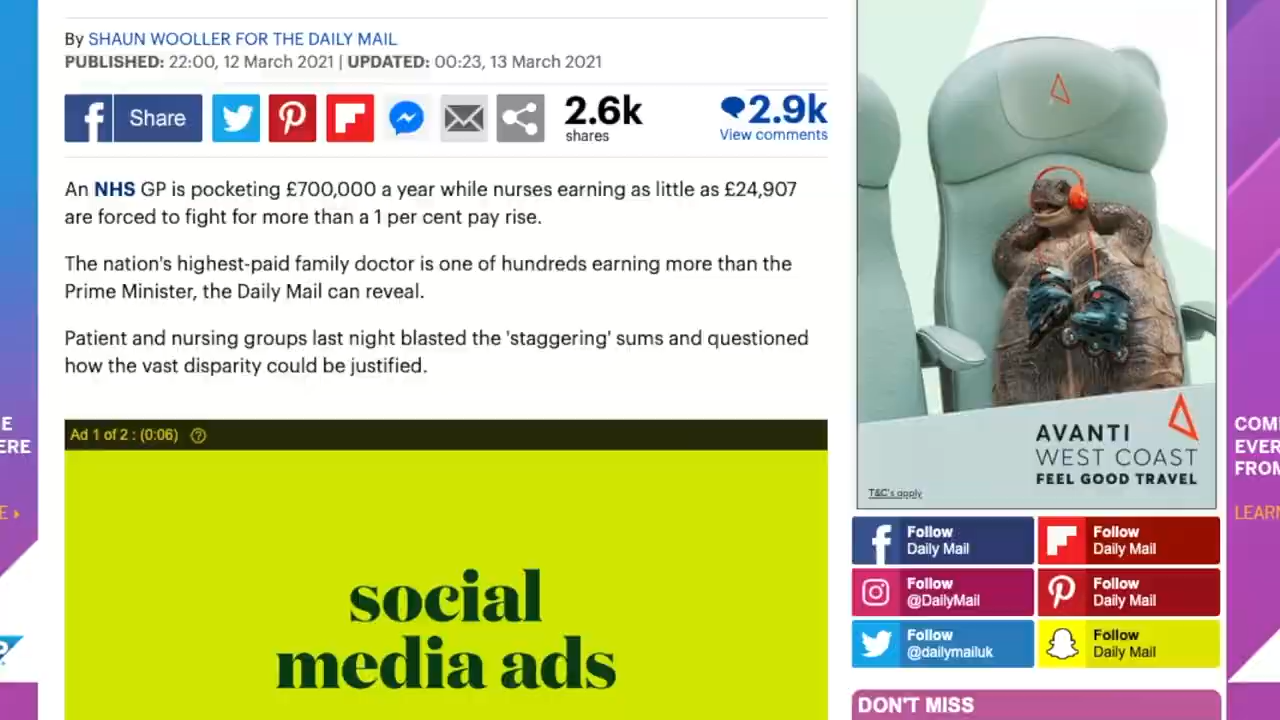 By SHAUN WOOLLER FOR THE DAILY MAIL
PUBLISHED: 22:00, 12 March 2021 | UPDATED: 00:23, 13 March 2021
Share
2.6k
shares
2.9k
View comments
An NHS GP is pocketing £700,000 a year while nurses earning as little as £24,907
are forced to fight for more than a 1 per cent pay rise.
The nation's highest-paid family doctor is one of hundreds earning more than the
Prime Minister, the Daily Mail can reveal.
Patient and nursing groups last night blasted the 'staggering' sums and questioned
how the vast disparity could be justified.
Ad 1 of 2 : (0:06) ?
social
media ads
AVANTI
WEST COAST
FEEL GOOD TRAVEL
T&C's apply
Follow
Daily Mail
Follow
Daily Mail
Follow
@DailyMail
Follow
Daily Mail
Follow
@dailymailuk
Follow
Daily Mail
DON'T MISS
E
ERE
E
COM
EVER
FROM
LEARN